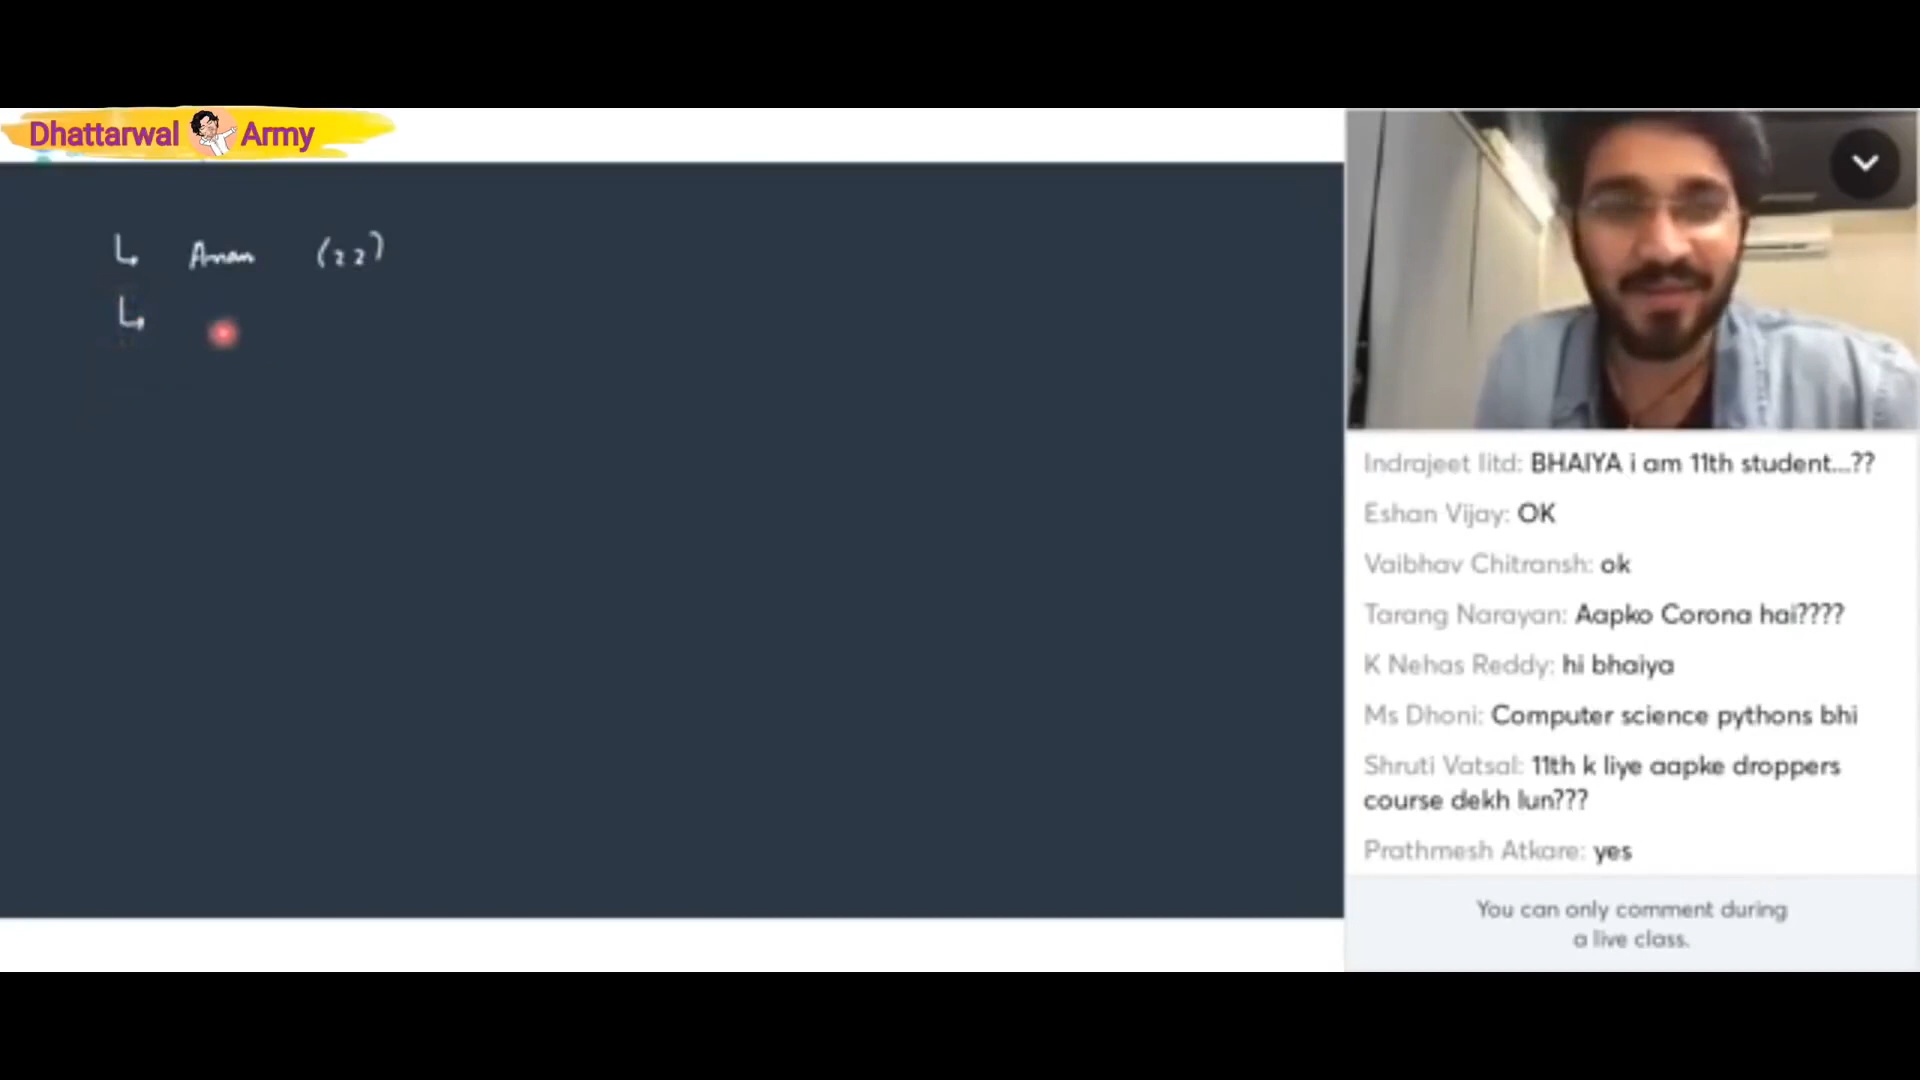 Dhattarwal Army
↳ Aman (22)
↳
Indrajeet Iitd: BHAIYA i am 11th student...??
Eshan Vijay: OK
Vaibhav Chitransh: ok
Tarang Narayan: Aapko Corona hai????
K Nehas Reddy: hi bhaiya
Ms Dhoni: Computer science pythons bhi
Shruti Vatsal: 11th k liye aapke droppers
course dekh lun???
Prathmesh Atkare: yes
You can only comment during
a live class.